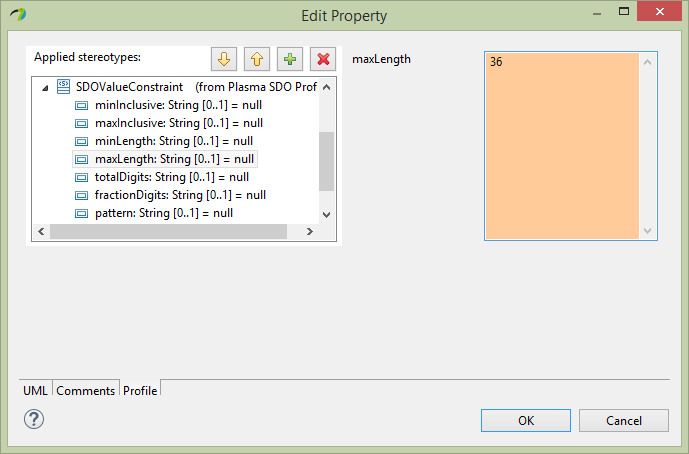 Edit Property
Applied stereotypes:
SDOValueConstraint (from Plasma SDO Prof
minInclusive: String [0..1] = null
maxInclusive: String [0..1] = null
minLength: String [0..1] = null
maxLength: String [0..1] = null
totalDigits: String [0..1] = null
fractionDigits: String [0..1] = null
pattern: String [0..1] = null
maxLength
36
UML Comments Profile
OK Cancel